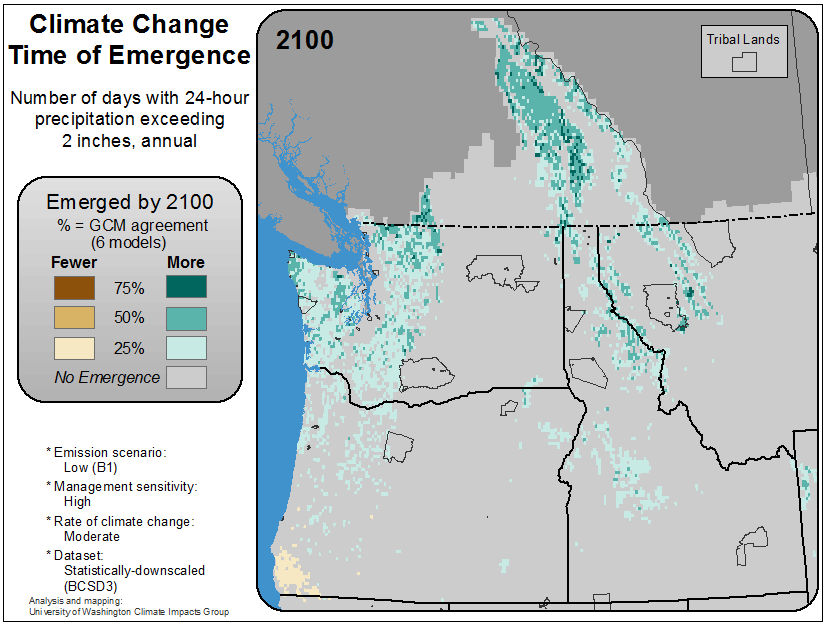 Climate Change
Time of Emergence
Number of days with 24-hour
precipitation exceeding
2 inches, annual
Emerged by 2100
% = GCM agreement
(6 models)
Fewer More
75%
50%
25%
No Emergence
* Emission scenario:
Low (B1)
* Management sensitivity:
High
* Rate of climate change:
Moderate
* Dataset:
Statistically-downscaled
(BCSD3)
Analysis and mapping:
University of Washington Climate Impacts Group
2100
Tribal Lands